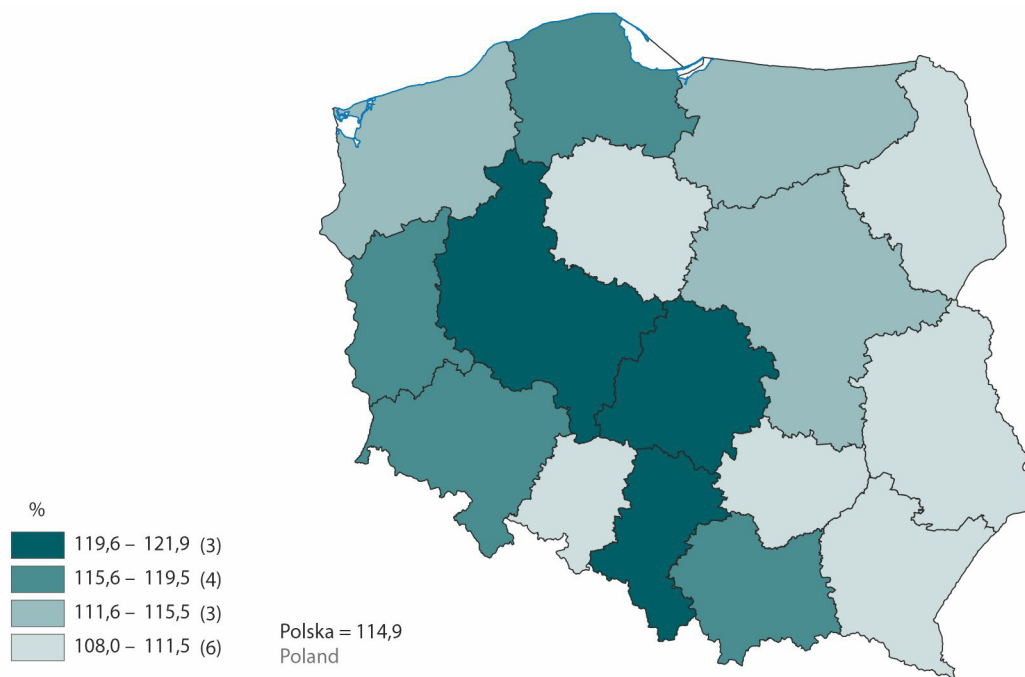 %
119,6 – 121,9 (3)
115,6 – 119,5 (4)
111,6 – 115,5 (3)
108,0 – 111,5 (6)
Polska = 114,9
Poland